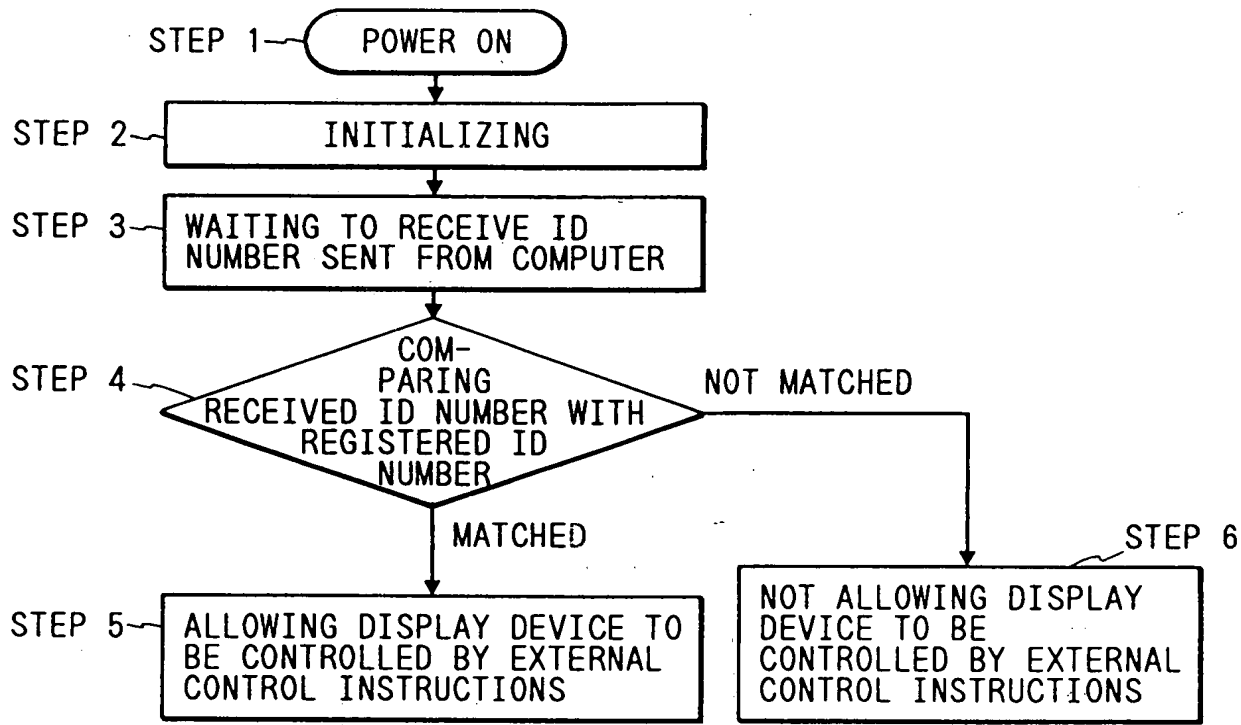 STEP 1
POWER ON
STEP 2
INITIALIZING
STEP 3
WAITING TO RECEIVE ID
NUMBER SENT FROM COMPUTER
STEP 4
COM-
PARING
RECEIVED ID NUMBER WITH
REGISTERED ID
NUMBER
NOT MATCHED
MATCHED
STEP 5
ALLOWING DISPLAY DEVICE TO
BE CONTROLLED BY EXTERNAL
CONTROL INSTRUCTIONS
STEP 6
NOT ALLOWING DISPLAY
DEVICE TO BE
CONTROLLED BY EXTERNAL
CONTROL INSTRUCTIONS